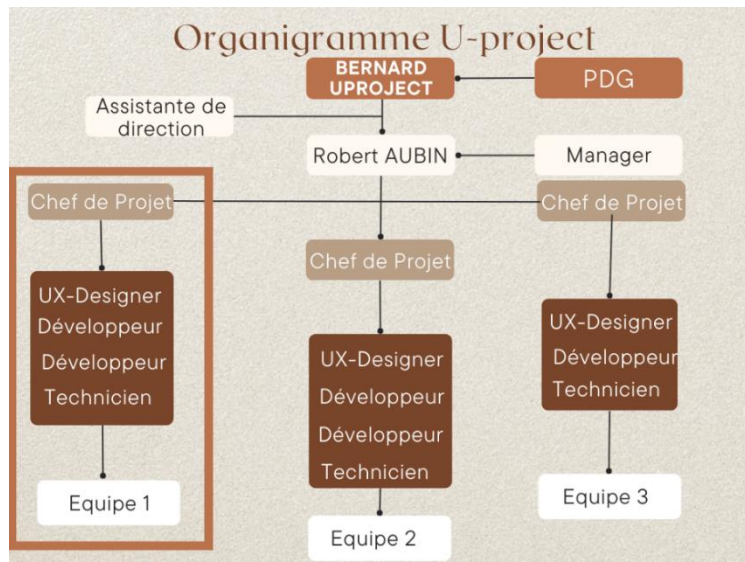 Organigramme U-project
BERNARD
UPROJECT
PDG
Assistante de
direction
Robert AUBIN
Manager
Chef de Projet
Chef de Projet
Chef de Projet
UX-Designer
Développeur
Développeur
Technicien
UX-Designer
Développeur
Développeur
Technicien
UX-Designer
Développeur
Technicien
Equipe 1
Equipe 2
Equipe 3